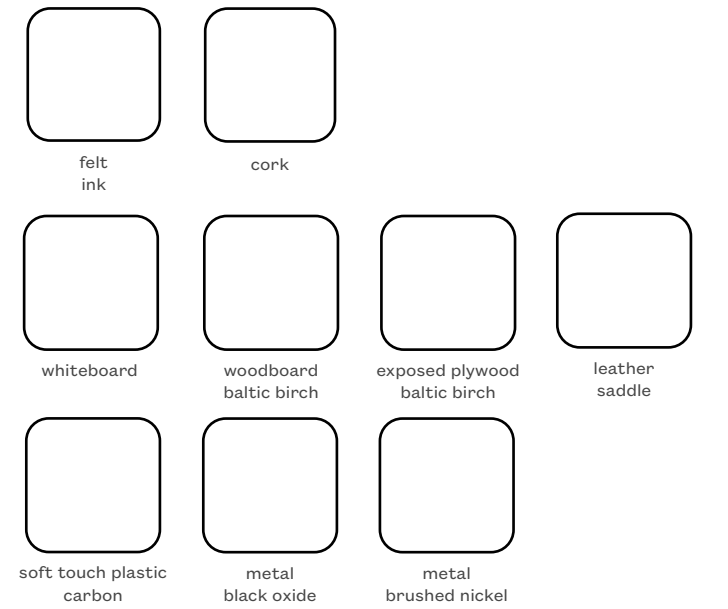 felt
ink
cork
whiteboard
woodboard
baltic birch
exposed plywood
baltic birch
leather
saddle
soft touch plastic
carbon
metal
black oxide
metal
brushed nickel